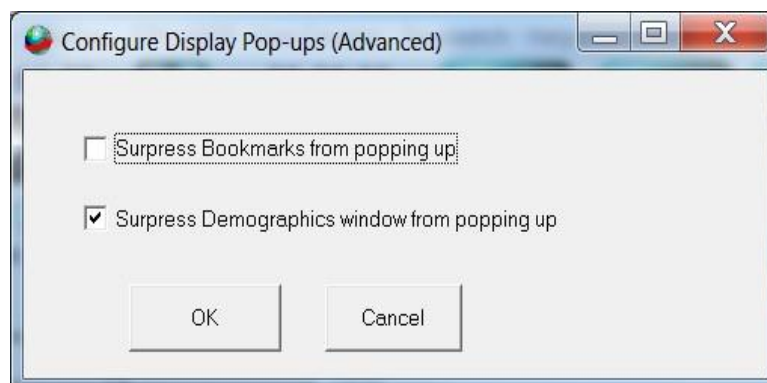 Configure Display Pop-ups (Advanced)
Surpress Bookmarks from popping up
Surpress Demographics window from popping up
OK Cancel